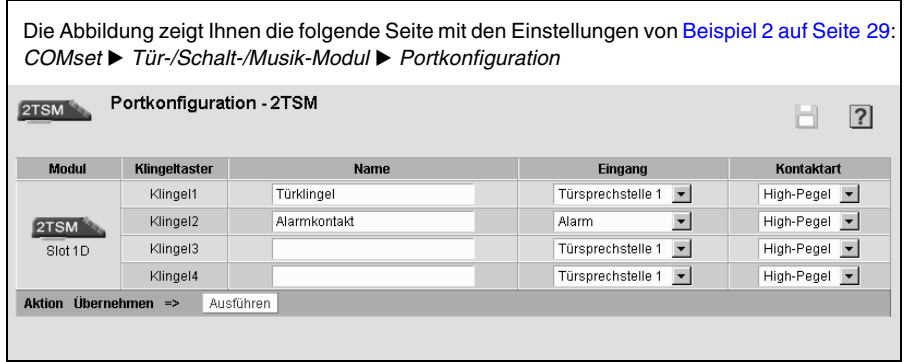 Die Abbildung zeigt Ihnen die folgende Seite mit den Einstellungen von Beispiel 2 auf Seite 29:
COMset ▶ Tür-/Schalt-/Musik-Modul ▶ Portkonfiguration
2TSM Portkonfiguration - 2TSM ?
Modul Klingeltaster Name Eingang Kontaktart
Klingel1 Türklingel Türsprechstelle 1 High-Pegel
2TSM Klingel2 Alarmkontakt Alarm High-Pegel
Slot 1D Klingel3 Türsprechstelle 1 High-Pegel
Klingel4 Türsprechstelle 1 High-Pegel
Aktion Übernehmen => Ausführen